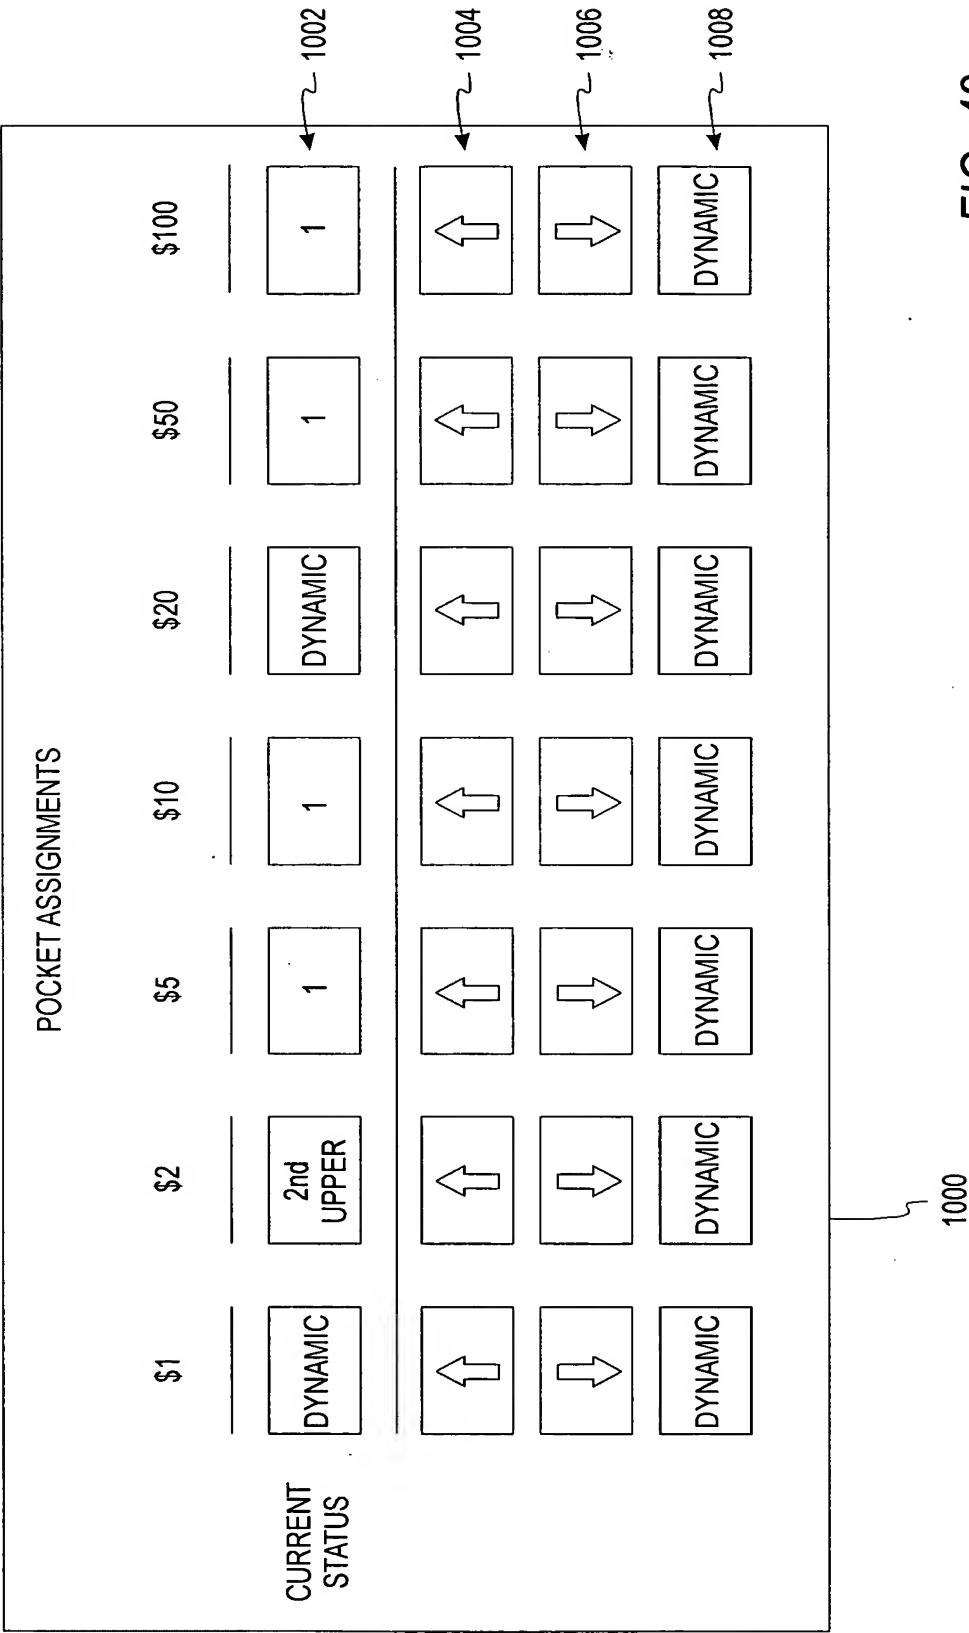 POCKET ASSIGNMENTS
$1 $2 $5 $10 $20 $50 $100
CURRENT STATUS
DYNAMIC 2nd UPPER 1 1 DYNAMIC 1 1 1002
1004
1006
DYNAMIC DYNAMIC DYNAMIC DYNAMIC DYNAMIC DYNAMIC DYNAMIC 1008
1000
FIG.